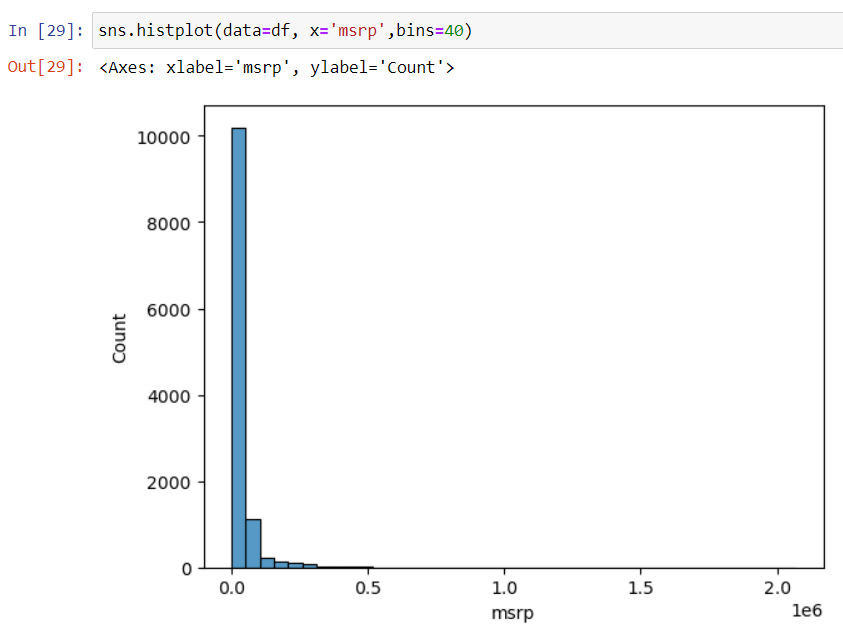 In [29]: sns.histplot(data=df, x='msrp',bins=40)
Out[29]: <Axes: xlabel='msrp', ylabel='Count'>
10000
8000
6000
4000
2000
0
Count
0.0 0.5 1.0 1.5 2.0
1e6
msrp